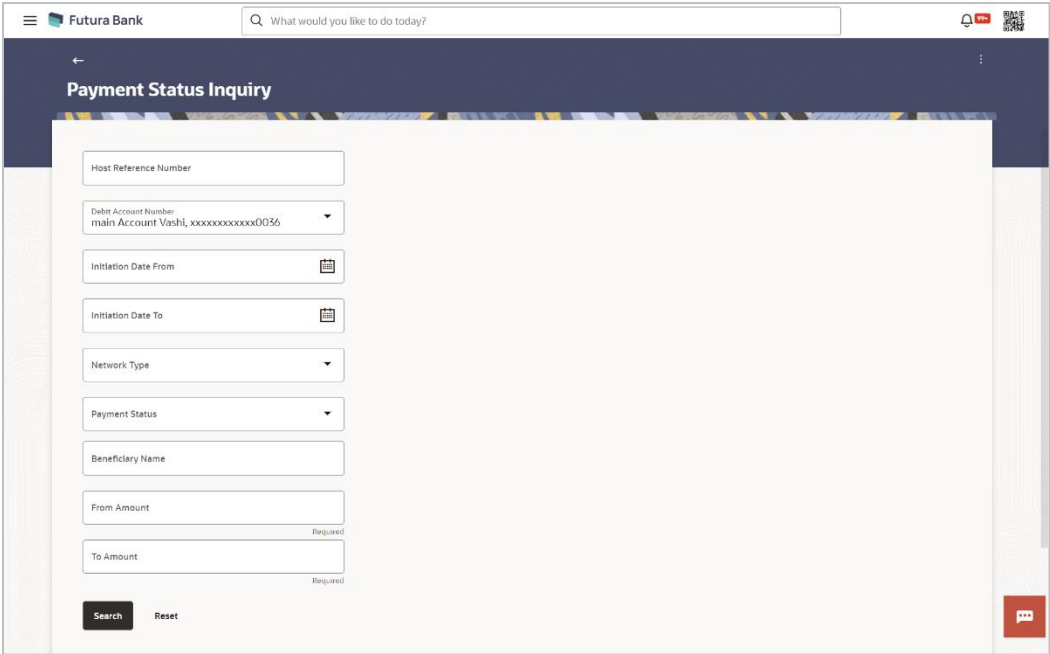 Futura Bank
What would you like to do today?
99+
Payment Status Inquiry
Host Reference Number
Debit Account Number
main Account Vashi, xxxxxxxxxxxx0036
Initiation Date From
Initiation Date To
Network Type
Payment Status
Beneficiary Name
From Amount
Required
To Amount
Required
Search Reset